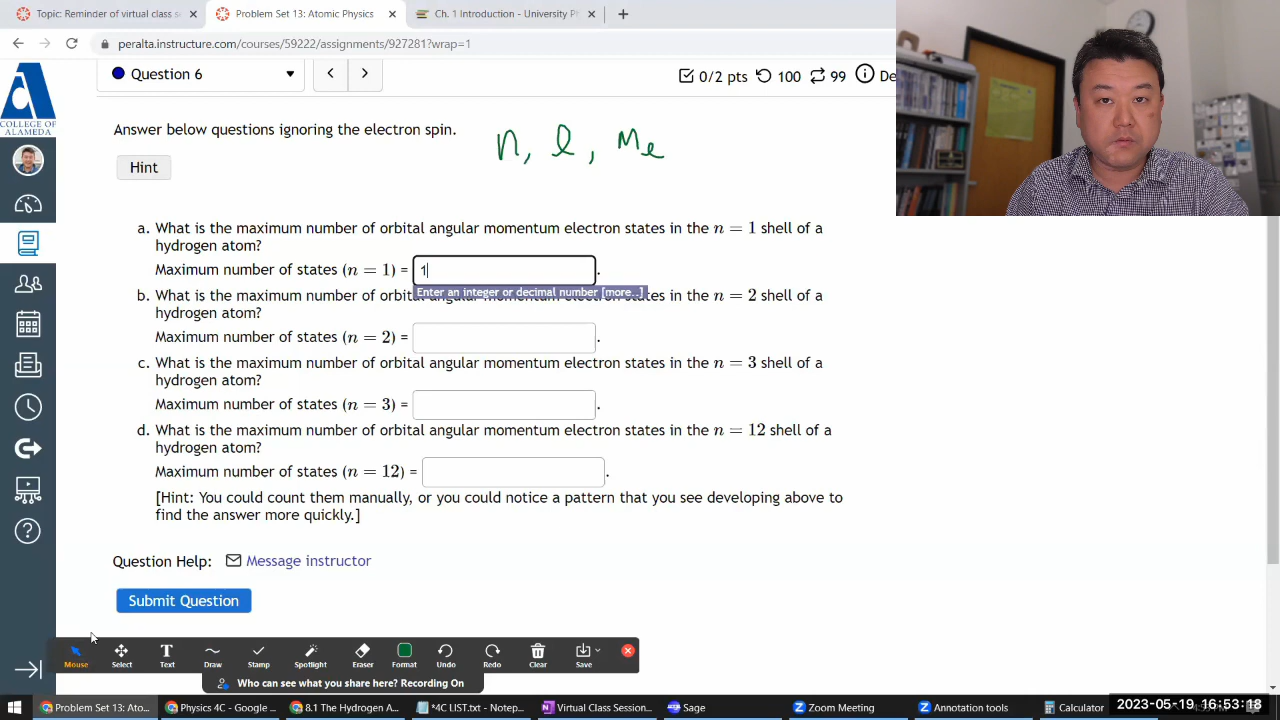 Topic: Reminder of virtual class s
Problem Set 13: Atomic Physics
Ch. 1 Introduction - University P
peralta.instructure.com/courses/59222/assignments/927281?wrap=1
COLLEGE OF
ALAMEDA
Question 6
0/2 pts 100 99 De
Answer below questions ignoring the electron spin.
n, l, ml
Hint
a. What is the maximum number of orbital angular momentum electron states in the n = 1 shell of a
hydrogen atom?
Maximum number of states (n = 1) = 1.
Enter an integer or decimal number [more..]
b. What is the maximum number of orbital angular momentum electron states in the n = 2 shell of a
hydrogen atom?
Maximum number of states (n = 2) = .
c. What is the maximum number of orbital angular momentum electron states in the n = 3 shell of a
hydrogen atom?
Maximum number of states (n = 3) = .
d. What is the maximum number of orbital angular momentum electron states in the n = 12 shell of a
hydrogen atom?
Maximum number of states (n = 12) = .
[Hint: You could count them manually, or you could notice a pattern that you see developing above to
find the answer more quickly.]
Question Help: Message instructor
Submit Question
Mouse Select Text Draw Stamp Spotlight Eraser Format Undo Redo Clear Save
Who can see what you share here? Recording On
Problem Set 13: Ato... Physics 4C - Google ... 8.1 The Hydrogen A... *4C LIST.txt - Notep... Virtual Class Session... Sage Zoom Meeting Annotation tools Calculator
2023-05-19 16:53:18